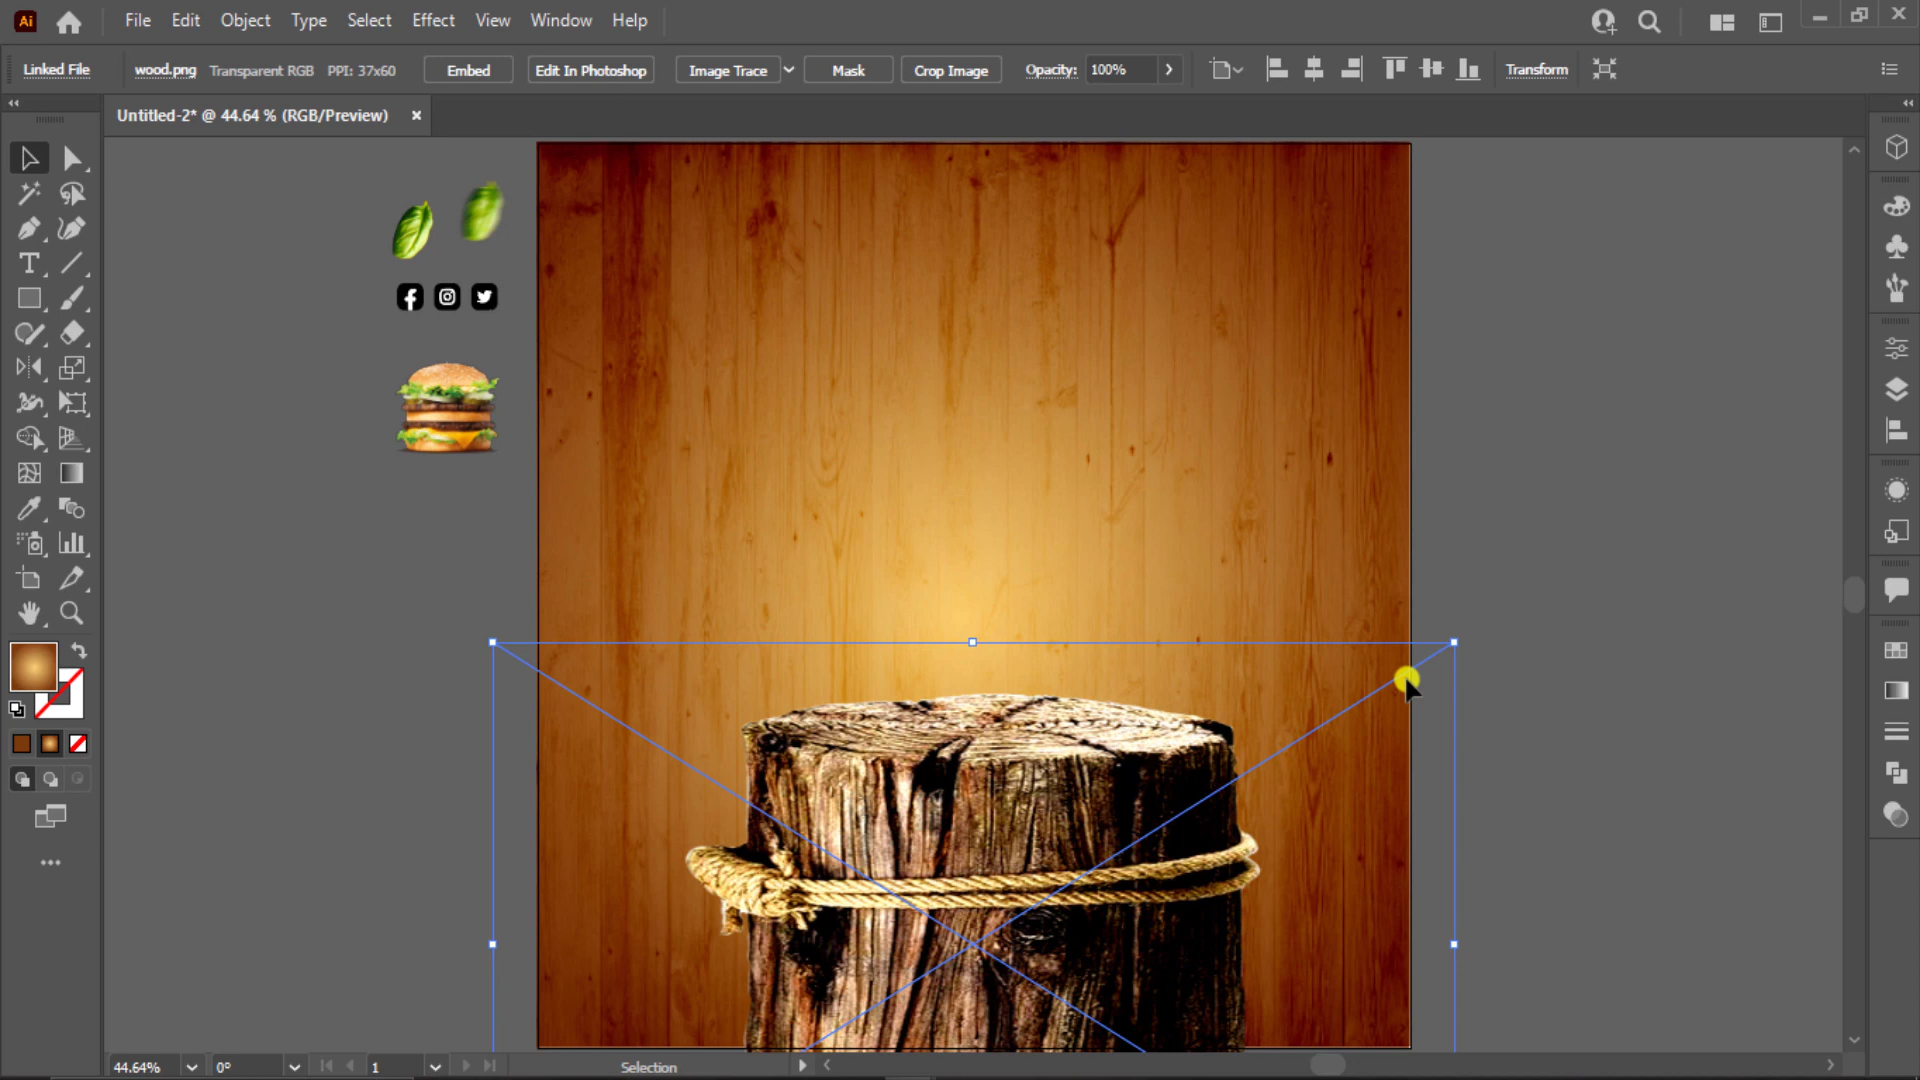 Ai File Edit Object Type Select Effect View Window Help
Linked File wood.png Transparent RGB PPI: 37x60 Embed Edit In Photoshop Image Trace Mask Crop Image Opacity: 100% Transform
Untitled-2* @ 44.64 % (RGB/Preview)
44.64% 0° 1 Selection